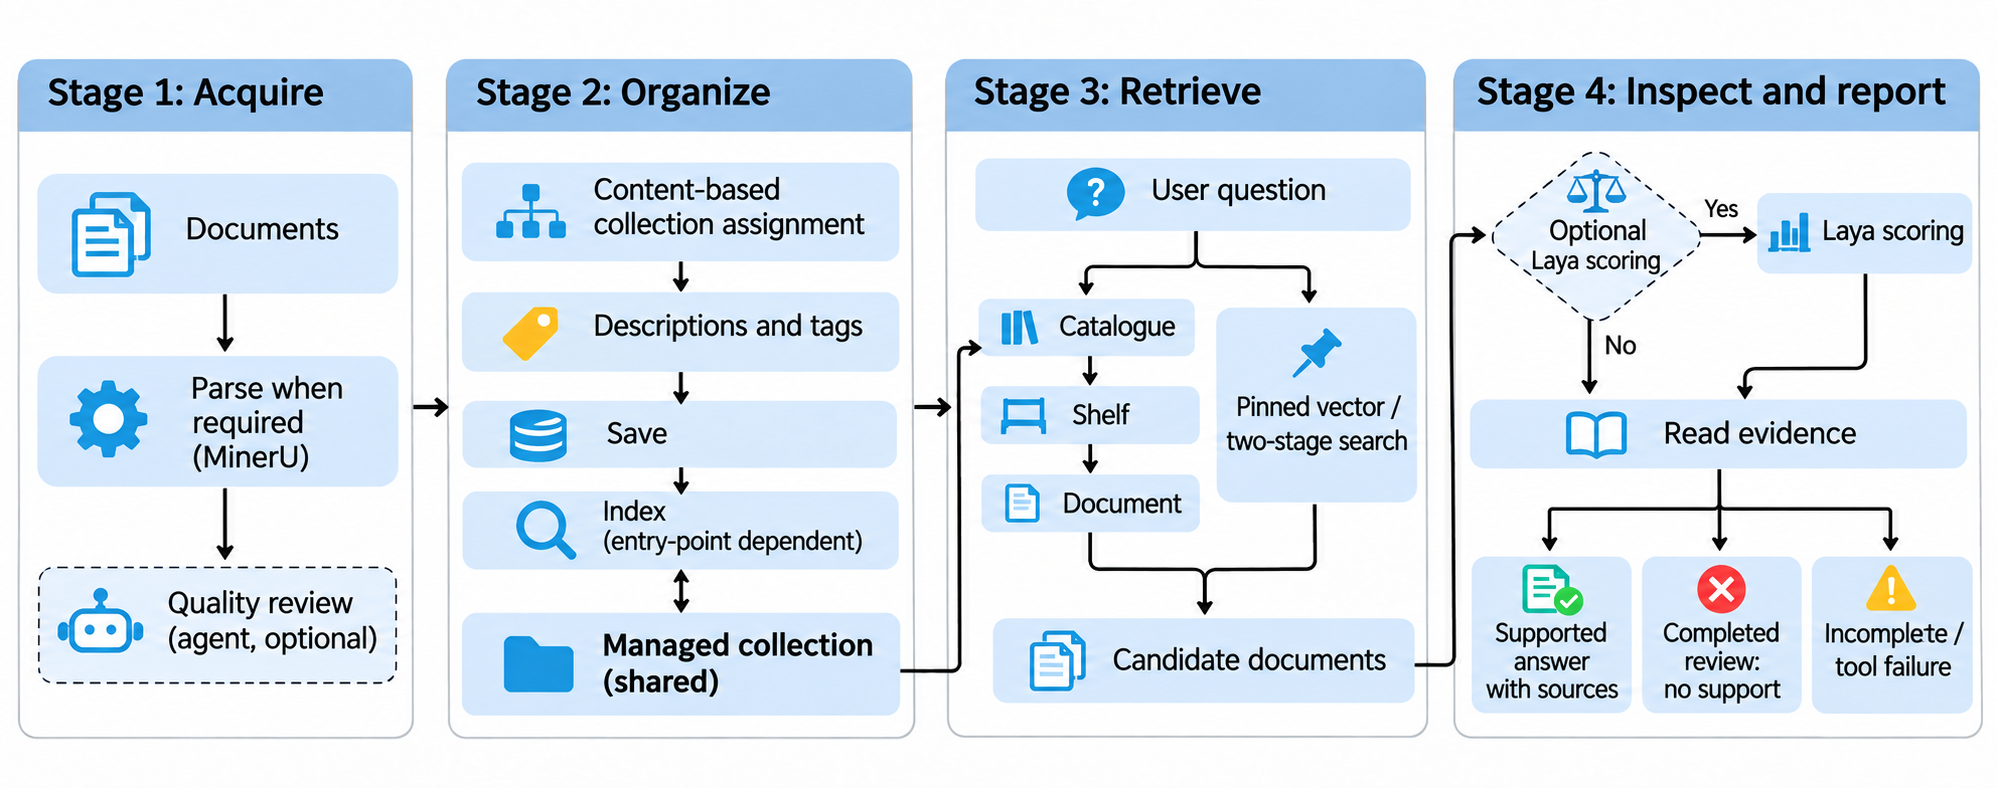 Stage 1: Acquire
Documents
Parse when
required
(MinerU)
Quality review
(agent, optional)
Stage 2: Organize
Content-based
collection assignment
Descriptions and tags
Save
Index
(entry-point dependent)
Managed collection
(shared)
Stage 3: Retrieve
User question
Catalogue
Shelf
Document
Pinned vector /
two-stage search
Candidate documents
Stage 4: Inspect and report
Optional
Laya scoring
Yes
Laya scoring
No
Read evidence
Supported
answer
with sources
Completed
review:
no support
Incomplete /
tool failure